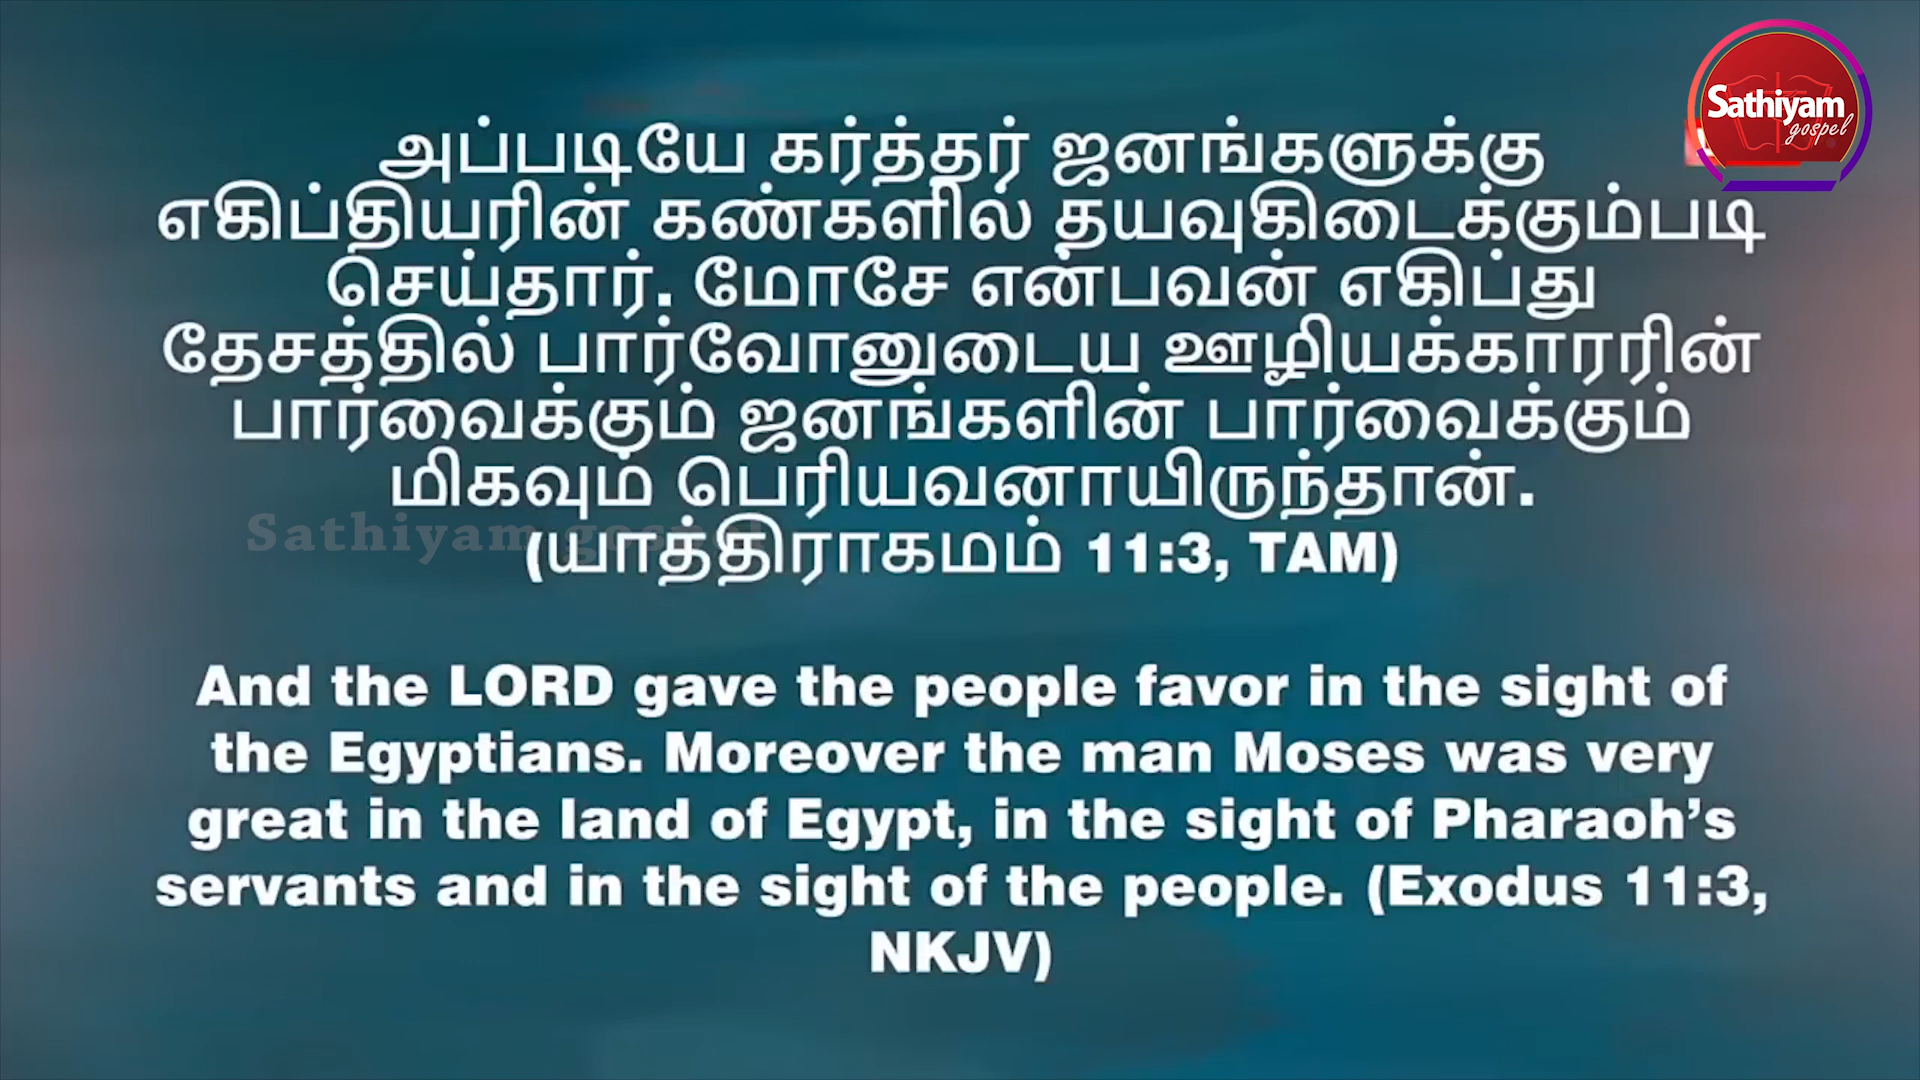 Sathiyam
gospel
அப்படியே கர்த்தர் ஜனங்களுக்கு
எகிப்தியரின் கண்களில் தயவுகிடைக்கும்படி
செய்தார். மோசே என்பவன் எகிப்து
தேசத்தில் பார்வோனுடைய ஊழியக்காரரின்
பார்வைக்கும் ஜனங்களின் பார்வைக்கும்
மிகவும் பெரியவனாயிருந்தான்.
Sathiyam gospel
(யாத்திராகமம் 11:3, TAM)
And the LORD gave the people favor in the sight of
the Egyptians. Moreover the man Moses was very
great in the land of Egypt, in the sight of Pharaoh’s
servants and in the sight of the people. (Exodus 11:3,
NKJV)